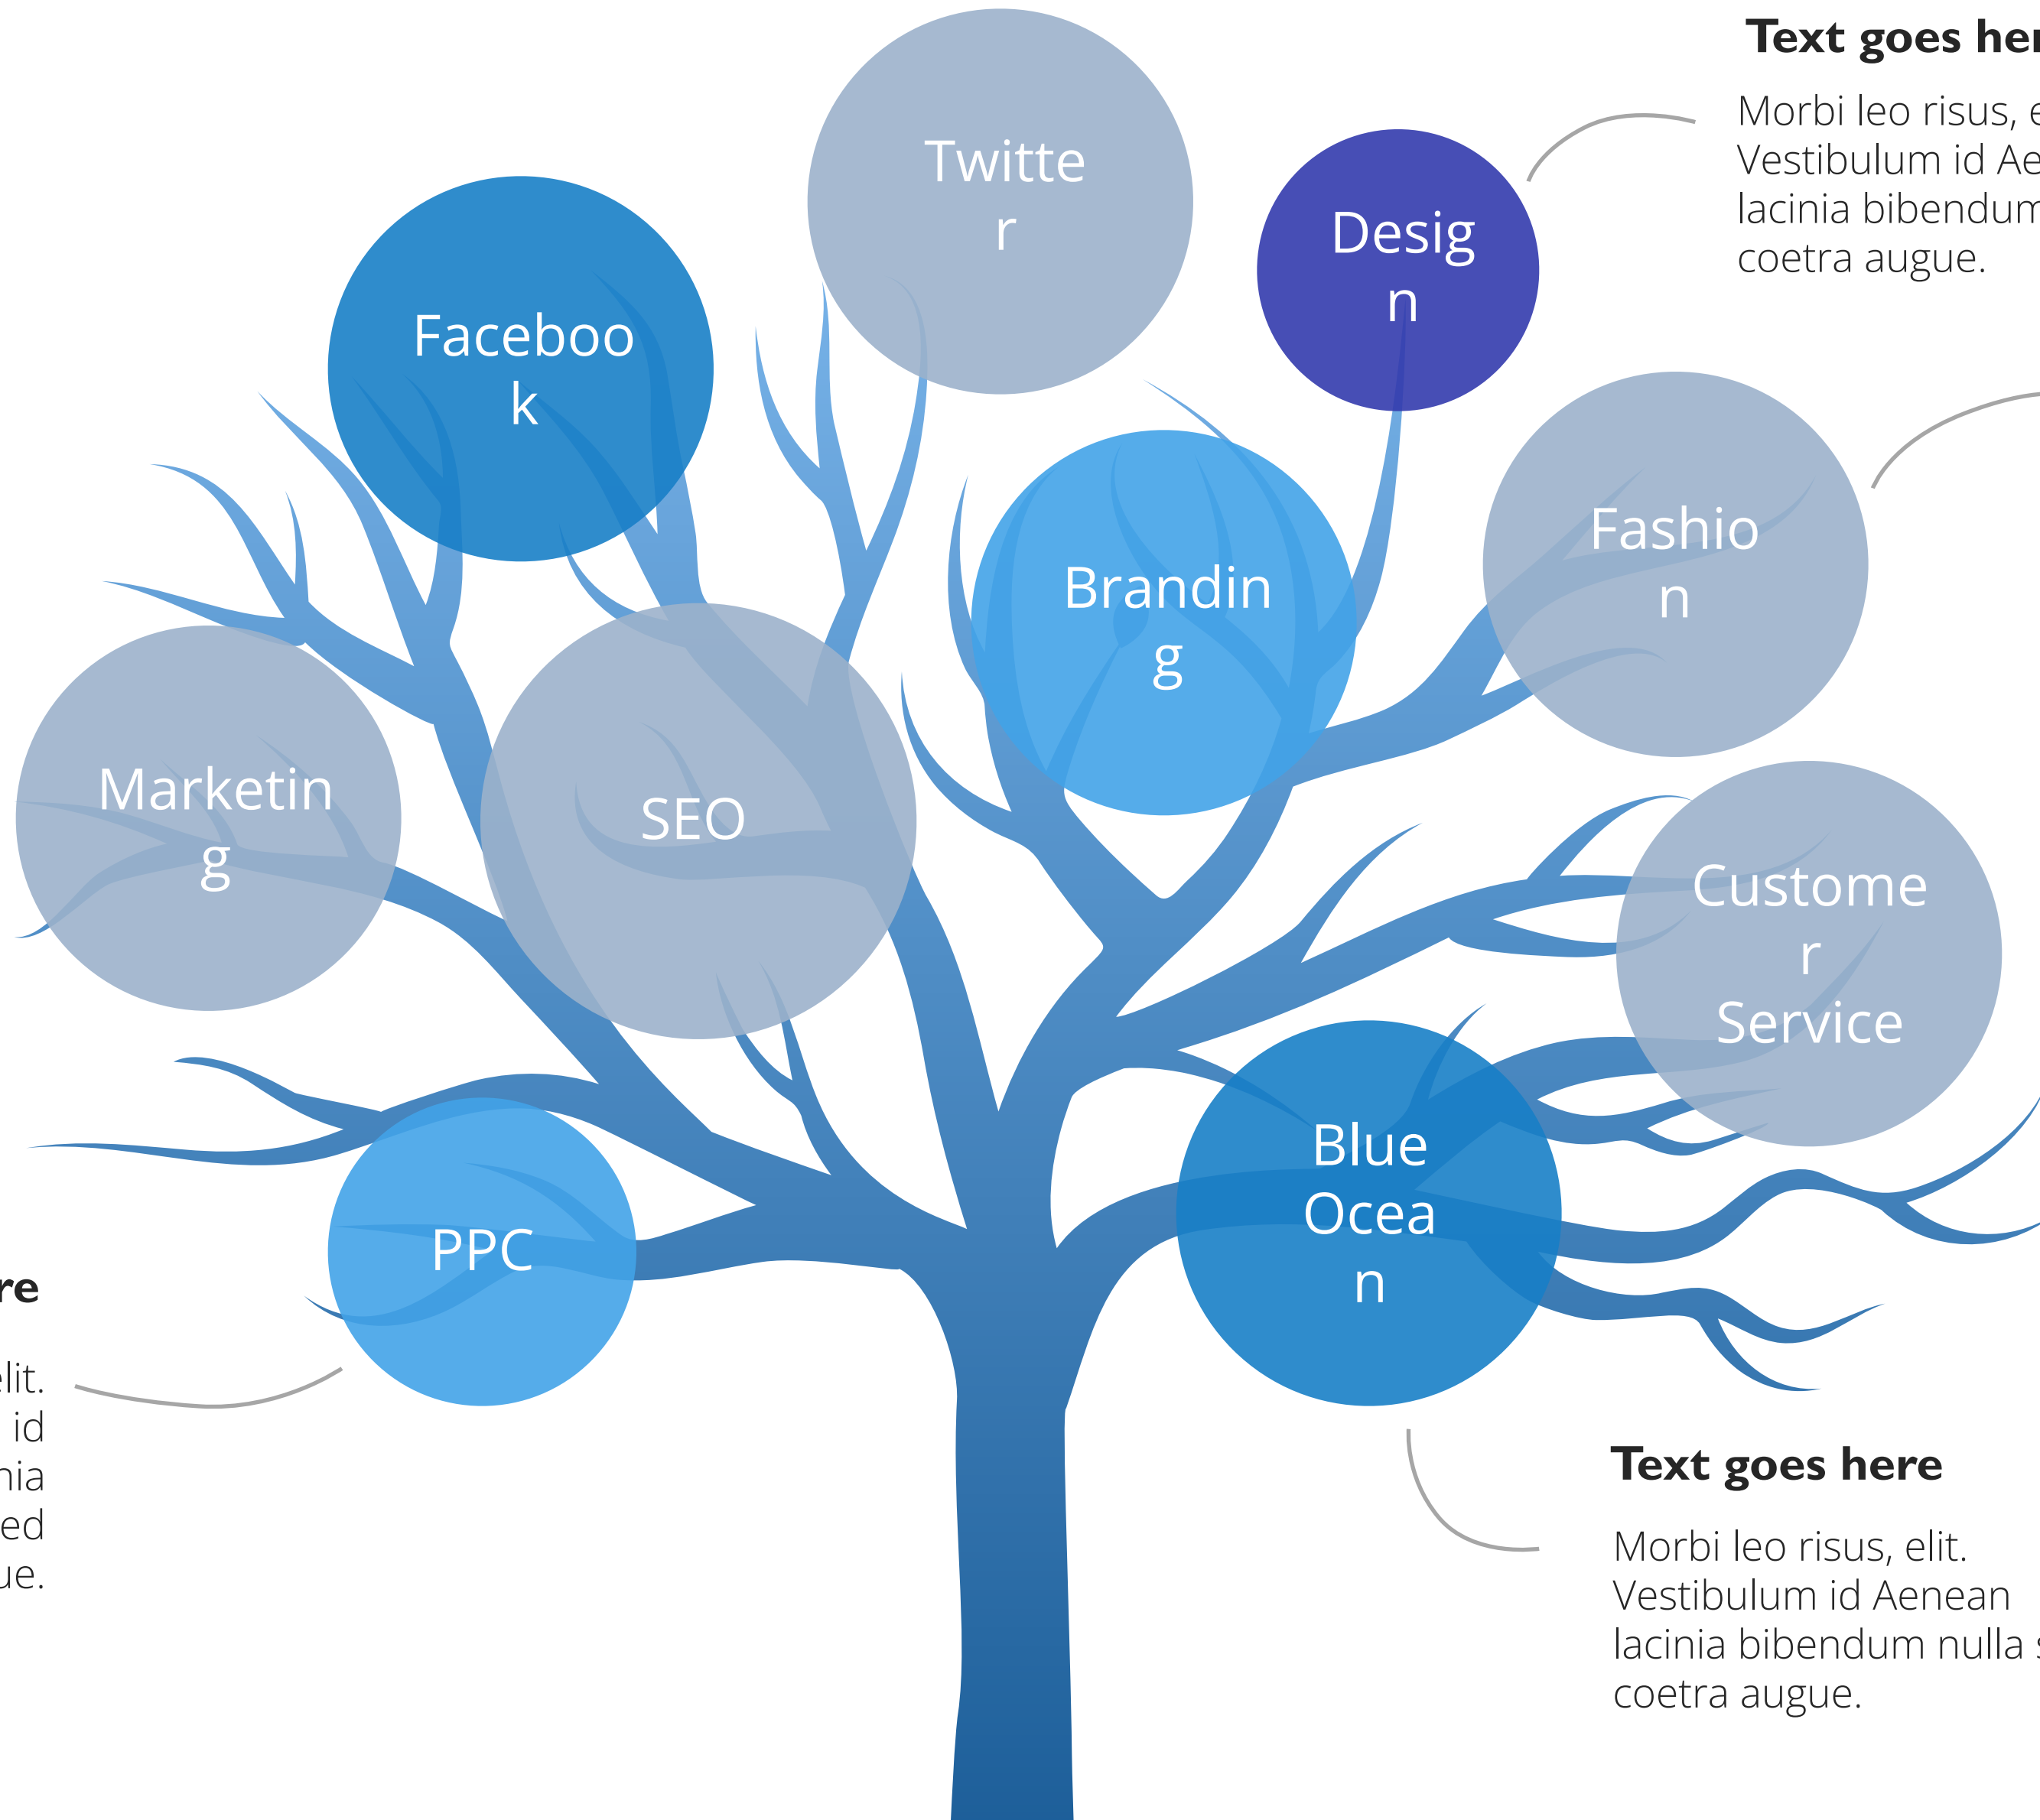 Text goes her
Morbi leo risus, e
Vestibulum id Ae
lacinia bibendum
coetra augue.
Twitte
r
Desig
n
Faceboo
k
Fashio
n
Brandin
g
Marketin
g
SEO
Custome
r
Service
Blue
Ocea
n
PPC
re
lit.
id
nia
ed
ue.
Text goes here
Morbi leo risus, elit.
Vestibulum id Aenean
lacinia bibendum nulla s
coetra augue.